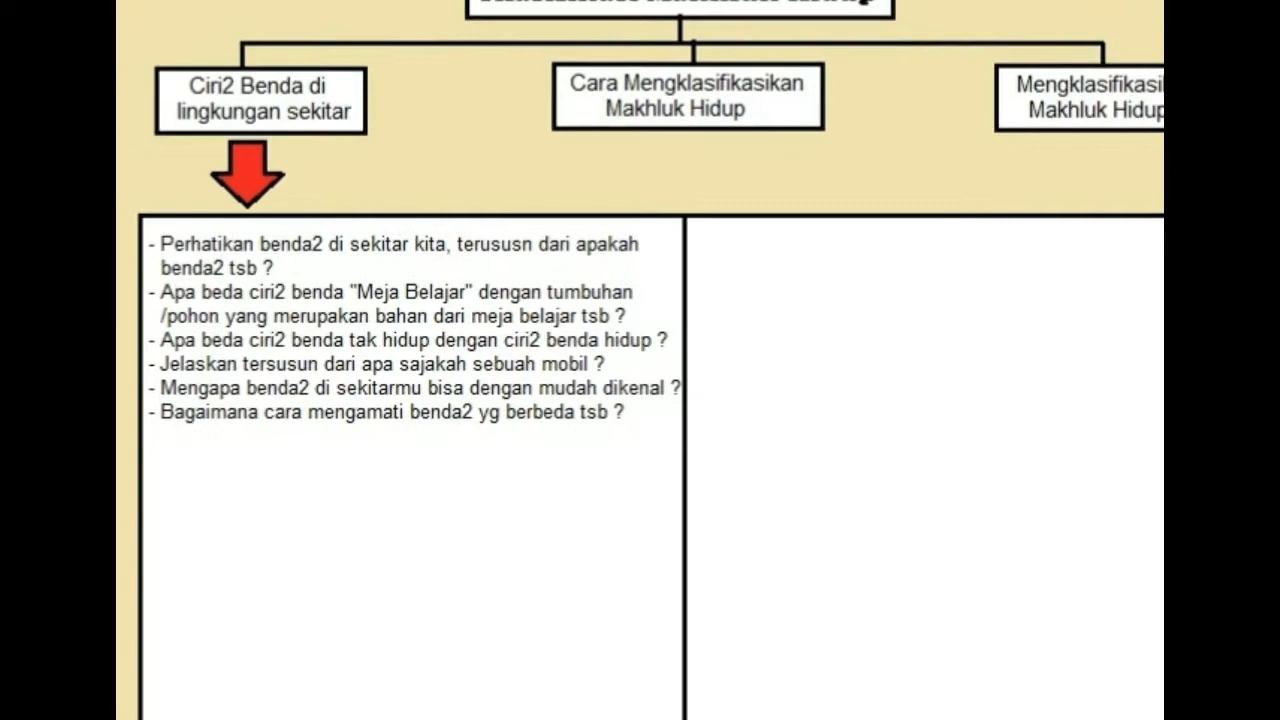 Ciri2 Benda di
lingkungan sekitar
Cara Mengklasifikasikan
Makhluk Hidup
Makhluk Hidup
- Perhatikan benda2 di sekitar kita, terususn dari apakah
benda2 tsb ?
- Apa beda ciri2 benda "Meja Belajar" dengan tumbuhan
/pohon yang merupakan bahan dari meja belajar tsb ?
- Apa beda ciri2 benda tak hidup dengan ciri2 benda hidup ?
- Jelaskan tersusun dari apa sajakah sebuah mobil ?
- Mengapa benda2 di sekitarmu bisa dengan mudah dikenal ?
- Bagaimana cara mengamati benda2 yg berbeda tsb ?